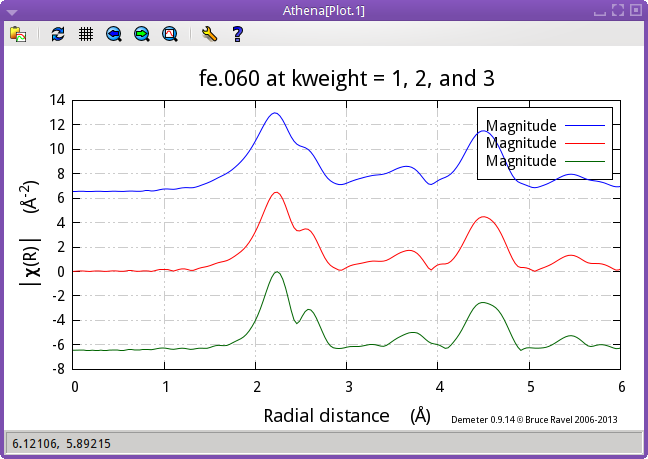 Athena[Plot.1]
fe.060 at kweight = 1, 2, and 3
14
12
10
8
6
4
2
0
-2
-4
-6
-8
|χ(R)| (Å⁻²)
Magnitude
Magnitude
Magnitude
0 1 2 3 4 5 6
Radial distance (Å)
Demeter 0.9.14 © Bruce Ravel 2006-2013
6.12106, 5.89215